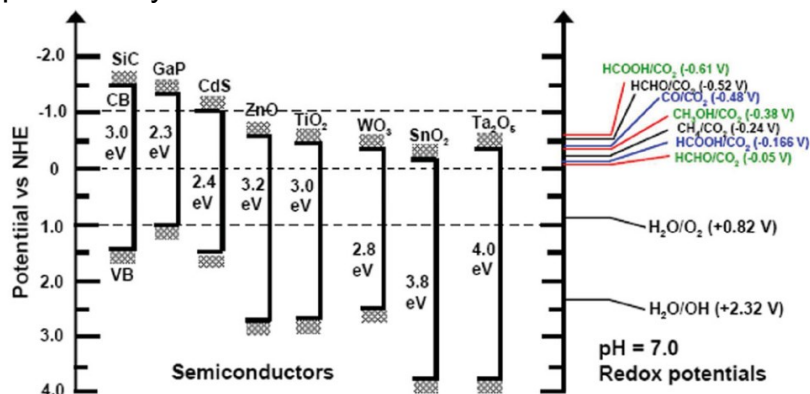 SiC
GaP
CdS
ZnO
TiO₂
WO₃
SnO₂
Ta₂O₅
CB
VB
3.0 eV
2.3 eV
2.4 eV
3.2 eV
3.0 eV
2.8 eV
3.8 eV
4.0 eV
Potentiial vs NHE
-2.0
-1.0
0
1.0
2.0
3.0
4.0
Semiconductors
HCOOH/CO₂ (-0.61 V)
HCHO/CO₂ (-0.52 V)
CO/CO₂ (-0.48 V)
CH₃OH/CO₂ (-0.38 V)
CH₄/CO₂ (-0.24 V)
HCOOH/CO₂ (-0.166 V)
HCHO/CO₂ (-0.05 V)
H₂O/O₂ (+0.82 V)
H₂O/OH (+2.32 V)
pH = 7.0
Redox potentials